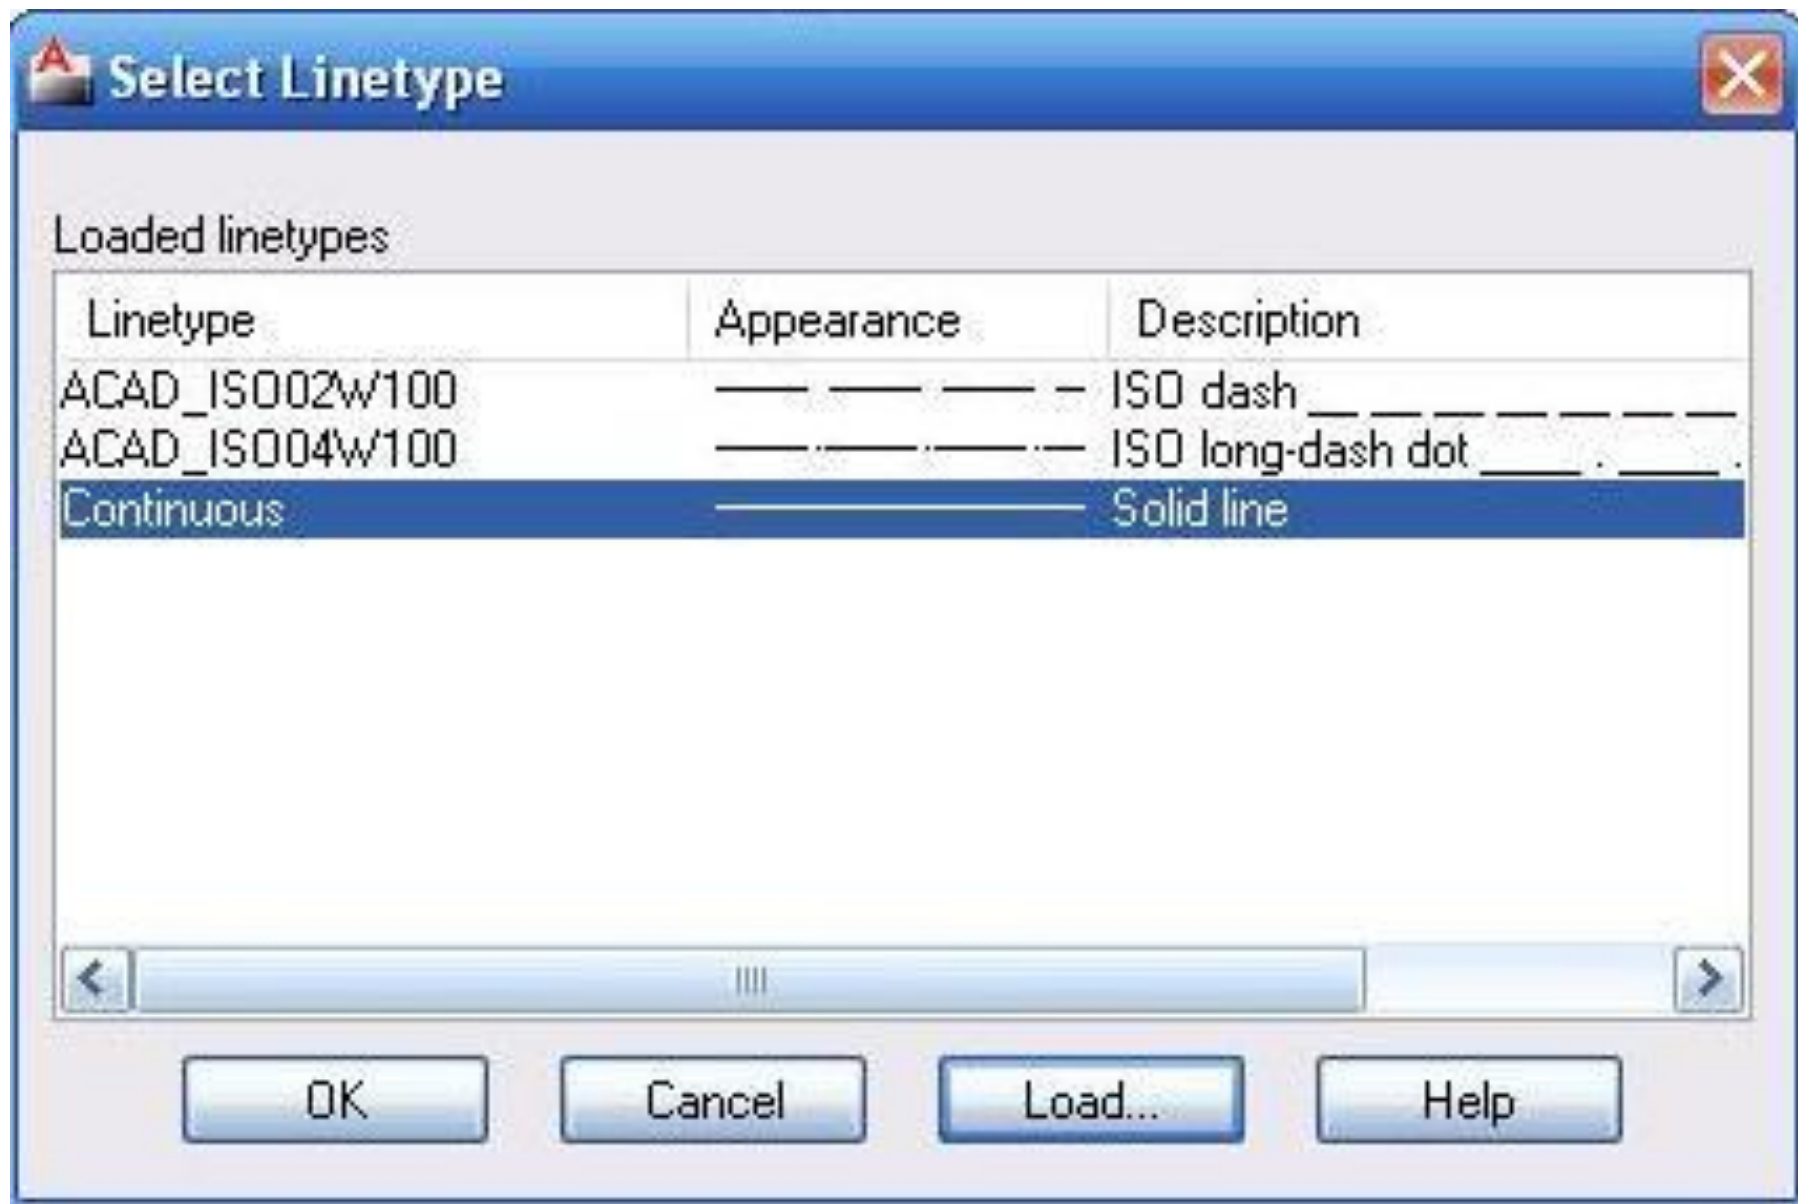 Select Linetype
Loaded linetypes
Linetype Appearance Description
ACAD_ISO02W100 ISO dash __ __ __ __ __ __ __
ACAD_ISO04W100 ISO long-dash dot ____ . ____ .
Continuous Solid line
OK Cancel Load... Help